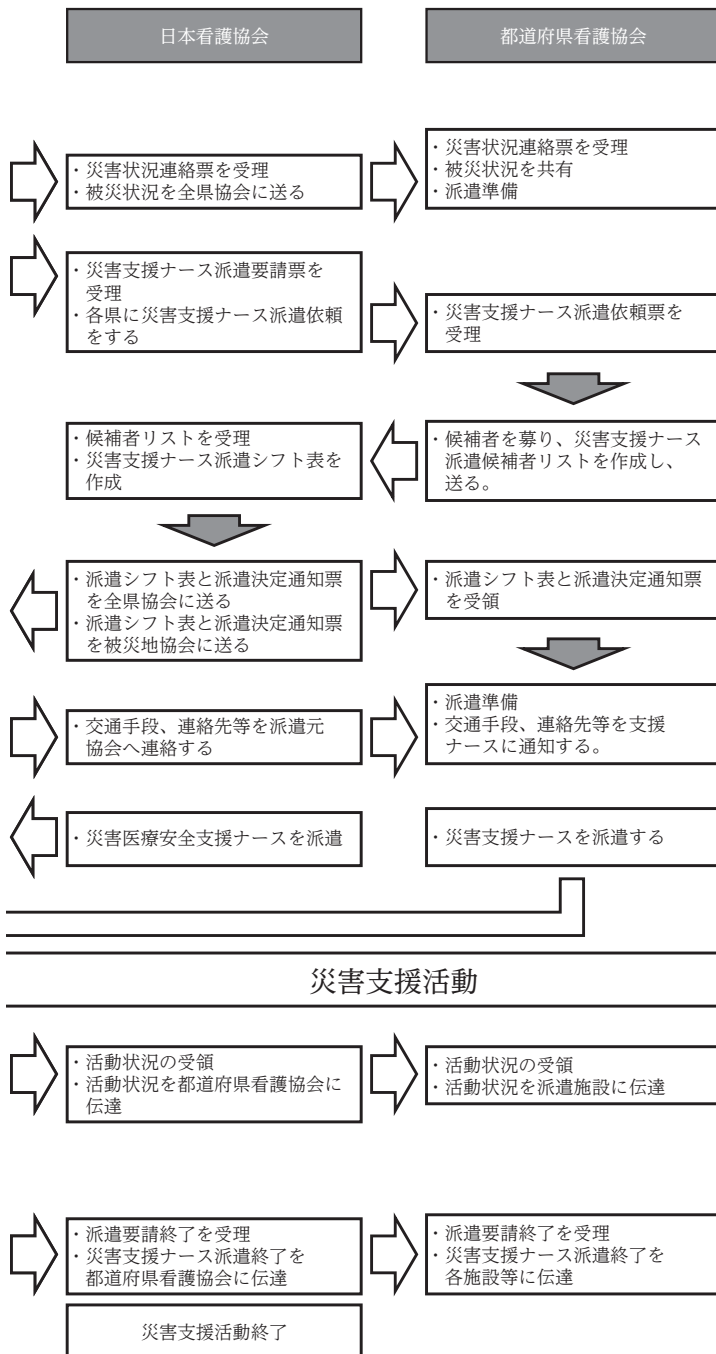 日本看護協会
都道府県看護協会
・災害状況連絡票を受理
・被災状況を全県協会に送る
・災害状況連絡票を受理
・被災状況を共有
・派遣準備
・災害支援ナース派遣要請票を
受理
・各県に災害支援ナース派遣依頼
をする
・災害支援ナース派遣依頼票を
受理
・候補者リストを受理
・災害支援ナース派遣シフト表を
作成
・候補者を募り、災害支援ナース
派遣候補者リストを作成し、
送る。
・派遣シフト表と派遣決定通知票
を全県協会に送る
・派遣シフト表と派遣決定通知票
を被災地協会に送る
・派遣シフト表と派遣決定通知票
を受領
・交通手段、連絡先等を派遣元
協会へ連絡する
・派遣準備
・交通手段、連絡先等を支援
ナースに通知する。
・災害医療安全支援ナースを派遣
・災害支援ナースを派遣する
災害支援活動
・活動状況の受領
・活動状況を都道府県看護協会に
伝達
・活動状況の受領
・活動状況を派遣施設に伝達
・派遣要請終了を受理
・災害支援ナース派遣終了を
都道府県看護協会に伝達
・派遣要請終了を受理
・災害支援ナース派遣終了を
各施設等に伝達
災害支援活動終了